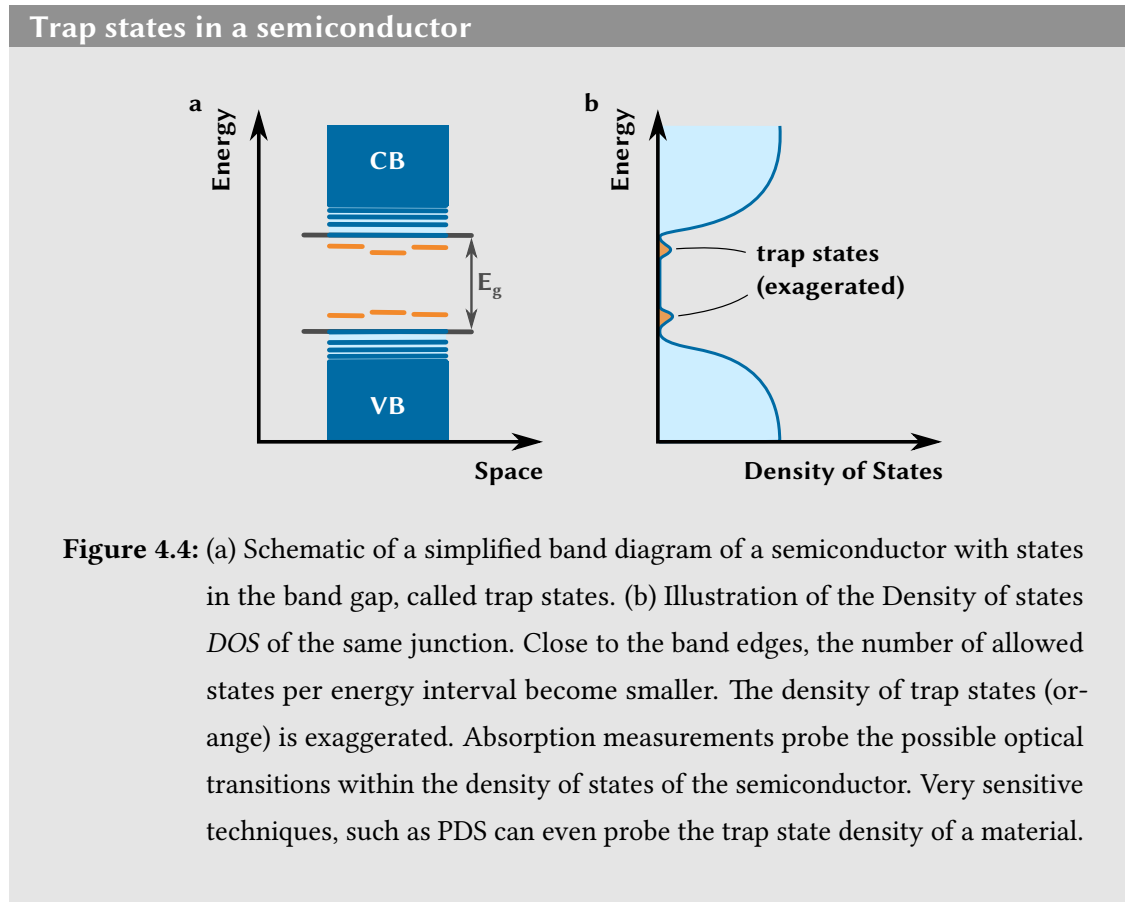 Trap states in a semiconductor
a
Energy
CB
E_g
VB
Space
b
Energy
trap states
(exagerated)
Density of States
Figure 4.4: (a) Schematic of a simplified band diagram of a semiconductor with states
in the band gap, called trap states. (b) Illustration of the Density of states
DOS of the same junction. Close to the band edges, the number of allowed
states per energy interval become smaller. The density of trap states (or-
ange) is exaggerated. Absorption measurements probe the possible optical
transitions within the density of states of the semiconductor. Very sensitive
techniques, such as PDS can even probe the trap state density of a material.